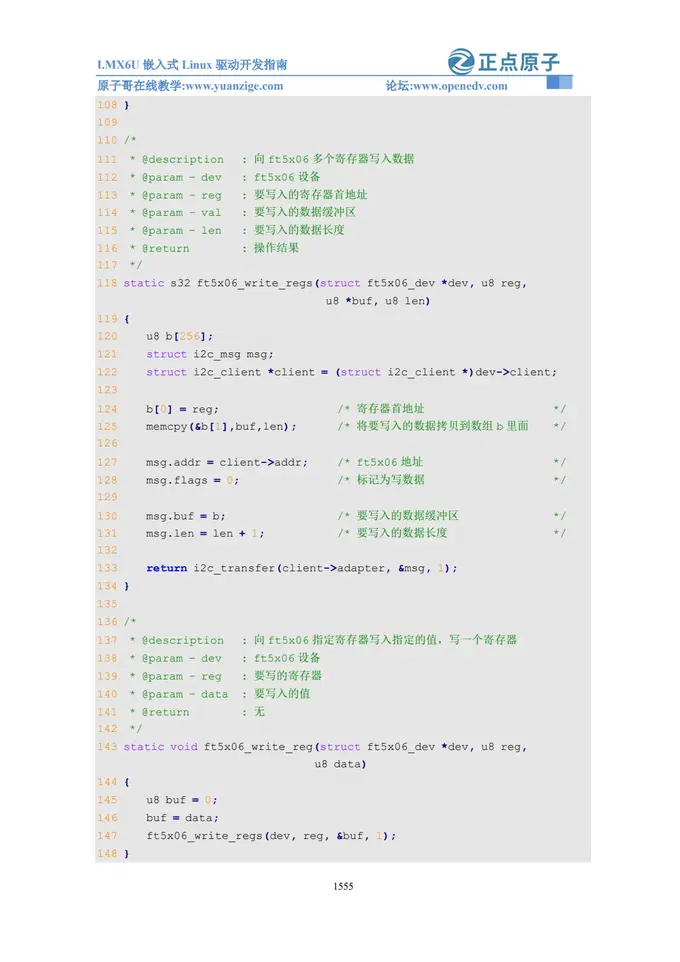 I.MX6U 嵌入式 Linux 驱动开发指南
正点原子
原子哥在线教学:www.yuanzige.com 论坛:www.openedv.com
108 }
109
110 /*
111 * @description : 向 ft5x06 多个寄存器写入数据
112 * @param - dev : ft5x06 设备
113 * @param - reg : 要写入的寄存器首地址
114 * @param - val : 要写入的数据缓冲区
115 * @param - len : 要写入的数据长度
116 * @return : 操作结果
117 */
118 static s32 ft5x06_write_regs(struct ft5x06_dev *dev, u8 reg,
u8 *buf, u8 len)
119 {
120 u8 b[256];
121 struct i2c_msg msg;
122 struct i2c_client *client = (struct i2c_client *)dev->client;
123
124 b[0] = reg; /* 寄存器首地址 */
125 memcpy(&b[1],buf,len); /* 将要写入的数据拷贝到数组 b 里面 */
126
127 msg.addr = client->addr; /* ft5x06 地址 */
128 msg.flags = 0; /* 标记为写数据 */
129
130 msg.buf = b; /* 要写入的数据缓冲区 */
131 msg.len = len + 1; /* 要写入的数据长度 */
132
133 return i2c_transfer(client->adapter, &msg, 1);
134 }
135
136 /*
137 * @description : 向 ft5x06 指定寄存器写入指定的值，写一个寄存器
138 * @param - dev : ft5x06 设备
139 * @param - reg : 要写的寄存器
140 * @param - data : 要写入的值
141 * @return : 无
142 */
143 static void ft5x06_write_reg(struct ft5x06_dev *dev, u8 reg,
u8 data)
144 {
145 u8 buf = 0;
146 buf = data;
147 ft5x06_write_regs(dev, reg, &buf, 1);
148 }
1555